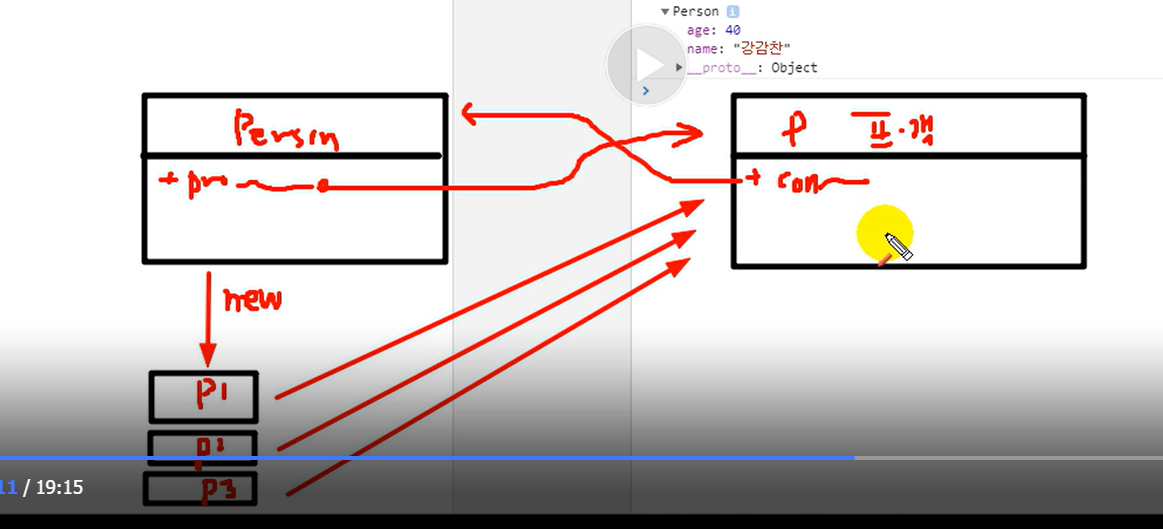 Person i
age: 40
name: "강감찬"
__proto__: Object
Person
+ pro
P 프.객
+ con
new
P1
P2
P3
11 / 19:15